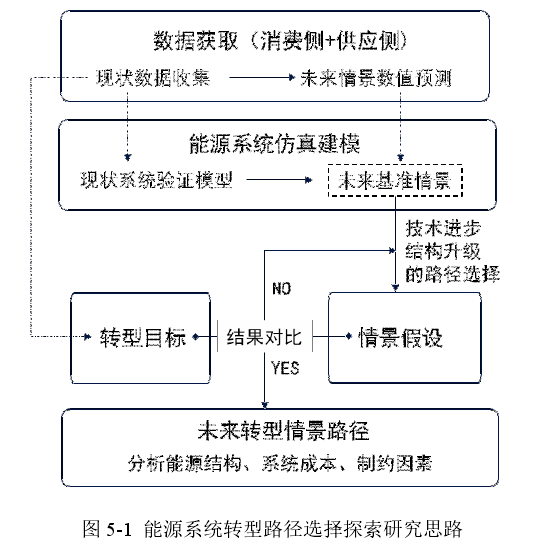 数据获取（消费侧+供应侧）
现状数据收集 未来情景数值预测
能源系统仿真建模
现状系统验证模型 未来基准情景
技术进步
结构升级
的路径选择
NO
转型目标 结果对比 情景假设
YES
未来转型情景路径
分析能源结构、系统成本、制约因素
图 5-1 能源系统转型路径选择探索研究思路